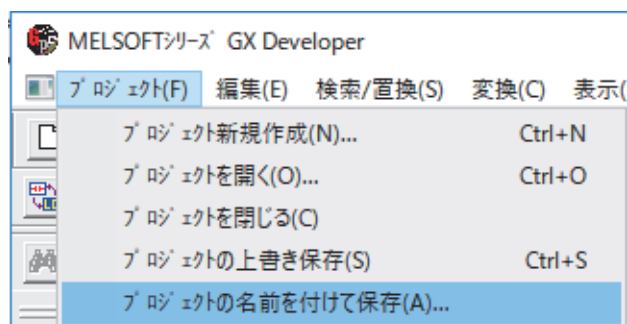 MELSOFTｼﾘｰｽﾞ GX Developer
ﾌﾟﾛｼﾞｪｸﾄ(F) 編集(E) 検索/置換(S) 変換(C) 表示(
ﾌﾟﾛｼﾞｪｸﾄ新規作成(N)... Ctrl+N
ﾌﾟﾛｼﾞｪｸﾄを開く(O)... Ctrl+O
ﾌﾟﾛｼﾞｪｸﾄを閉じる(C)
ﾌﾟﾛｼﾞｪｸﾄの上書き保存(S) Ctrl+S
ﾌﾟﾛｼﾞｪｸﾄの名前を付けて保存(A)...